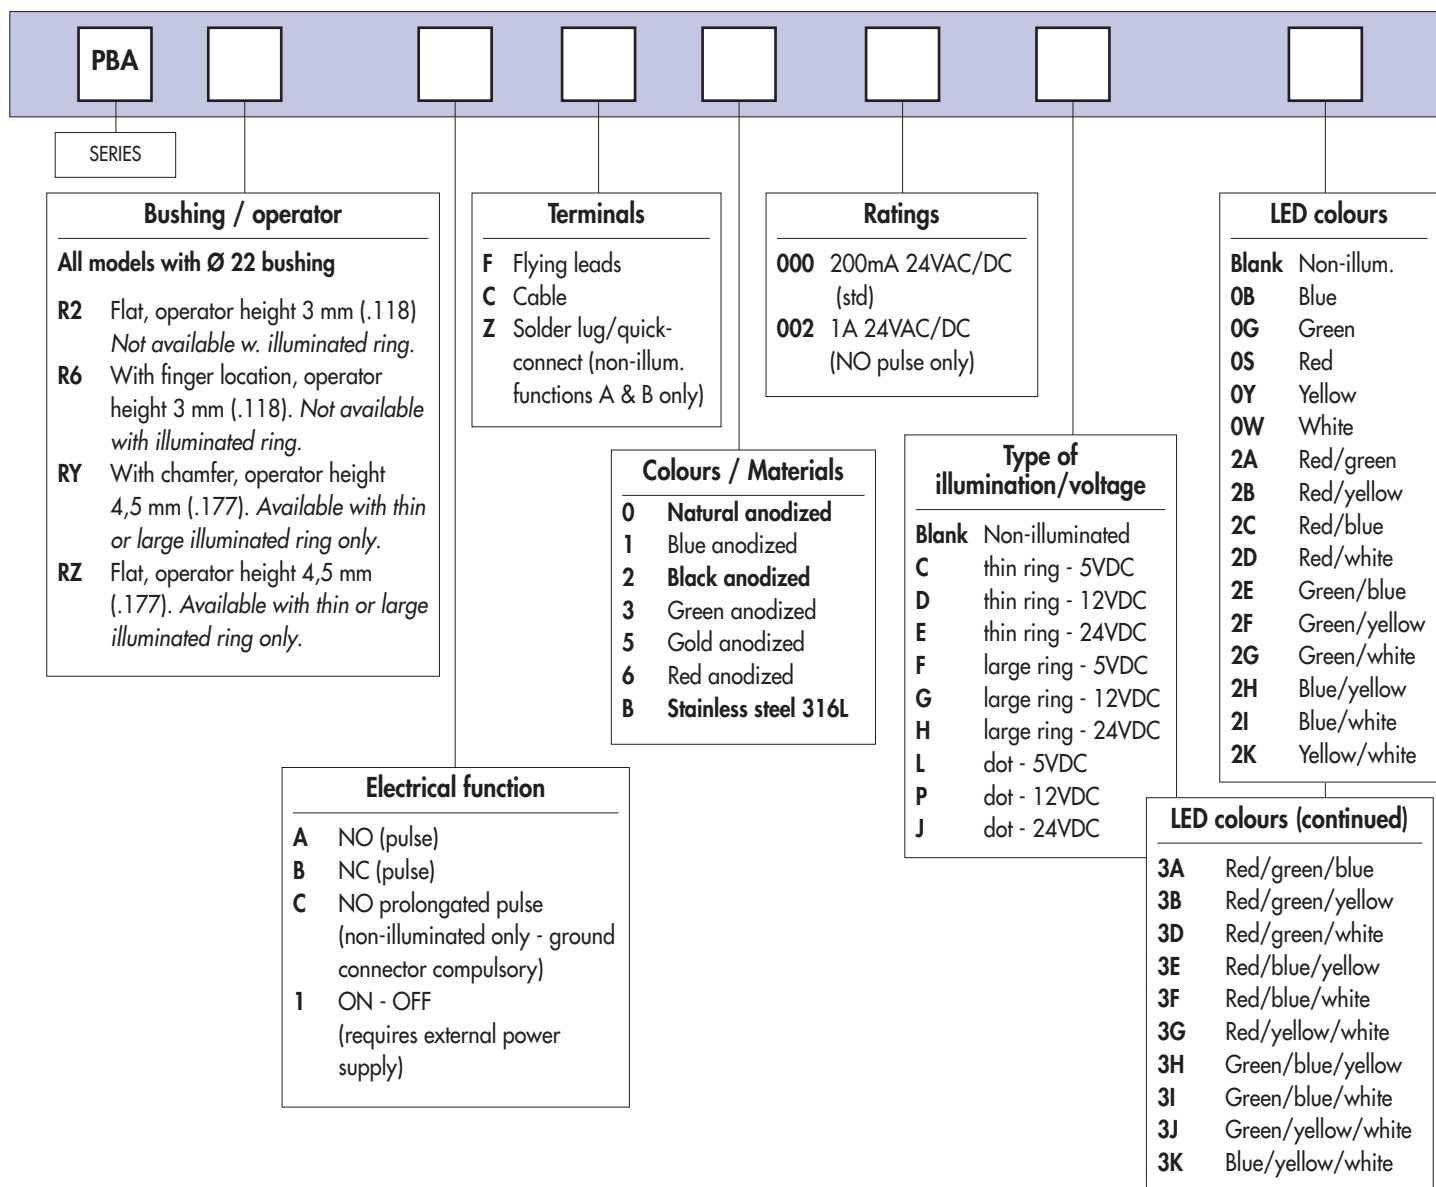 PBA
SERIES
Bushing / operator
All models with Ø 22 bushing
R2 Flat, operator height 3 mm (.118)
Not available w. illuminated ring.
R6 With finger location, operator
height 3 mm (.118). Not available
with illuminated ring.
RY With chamfer, operator height
4,5 mm (.177). Available with thin
or large illuminated ring only.
RZ Flat, operator height 4,5 mm
(.177). Available with thin or large
illuminated ring only.
Electrical function
A NO (pulse)
B NC (pulse)
C NO prolongated pulse
(non-illuminated only - ground
connector compulsory)
1 ON - OFF
(requires external power
supply)
Terminals
F Flying leads
C Cable
Z Solder lug/quick-
connect (non-illum.
functions A & B only)
Colours / Materials
0 Natural anodized
1 Blue anodized
2 Black anodized
3 Green anodized
5 Gold anodized
6 Red anodized
B Stainless steel 316L
Ratings
000 200mA 24VAC/DC
(std)
002 1A 24VAC/DC
(NO pulse only)
Type of
illumination/voltage
Blank Non-illuminated
C thin ring - 5VDC
D thin ring - 12VDC
E thin ring - 24VDC
F large ring - 5VDC
G large ring - 12VDC
H large ring - 24VDC
L dot - 5VDC
P dot - 12VDC
J dot - 24VDC
LED colours
Blank Non-illum.
0B Blue
0G Green
0S Red
0Y Yellow
0W White
2A Red/green
2B Red/yellow
2C Red/blue
2D Red/white
2E Green/blue
2F Green/yellow
2G Green/white
2H Blue/yellow
2I Blue/white
2K Yellow/white
LED colours (continued)
3A Red/green/blue
3B Red/green/yellow
3D Red/green/white
3E Red/blue/yellow
3F Red/blue/white
3G Red/yellow/white
3H Green/blue/yellow
3I Green/blue/white
3J Green/yellow/white
3K Blue/yellow/white